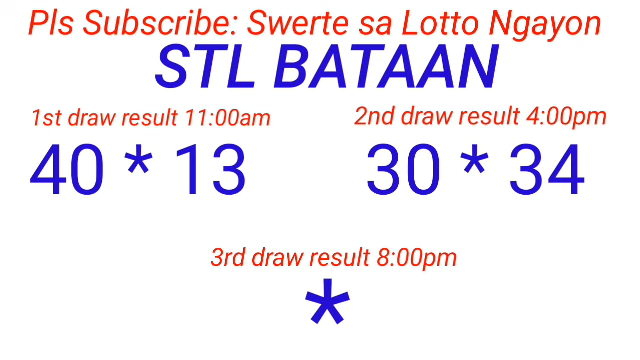 Pls Subscribe: Swerte sa Lotto Ngayon
STL BATAAN
1st draw result 11:00am
40 * 13
2nd draw result 4:00pm
30 * 34
3rd draw result 8:00pm
*